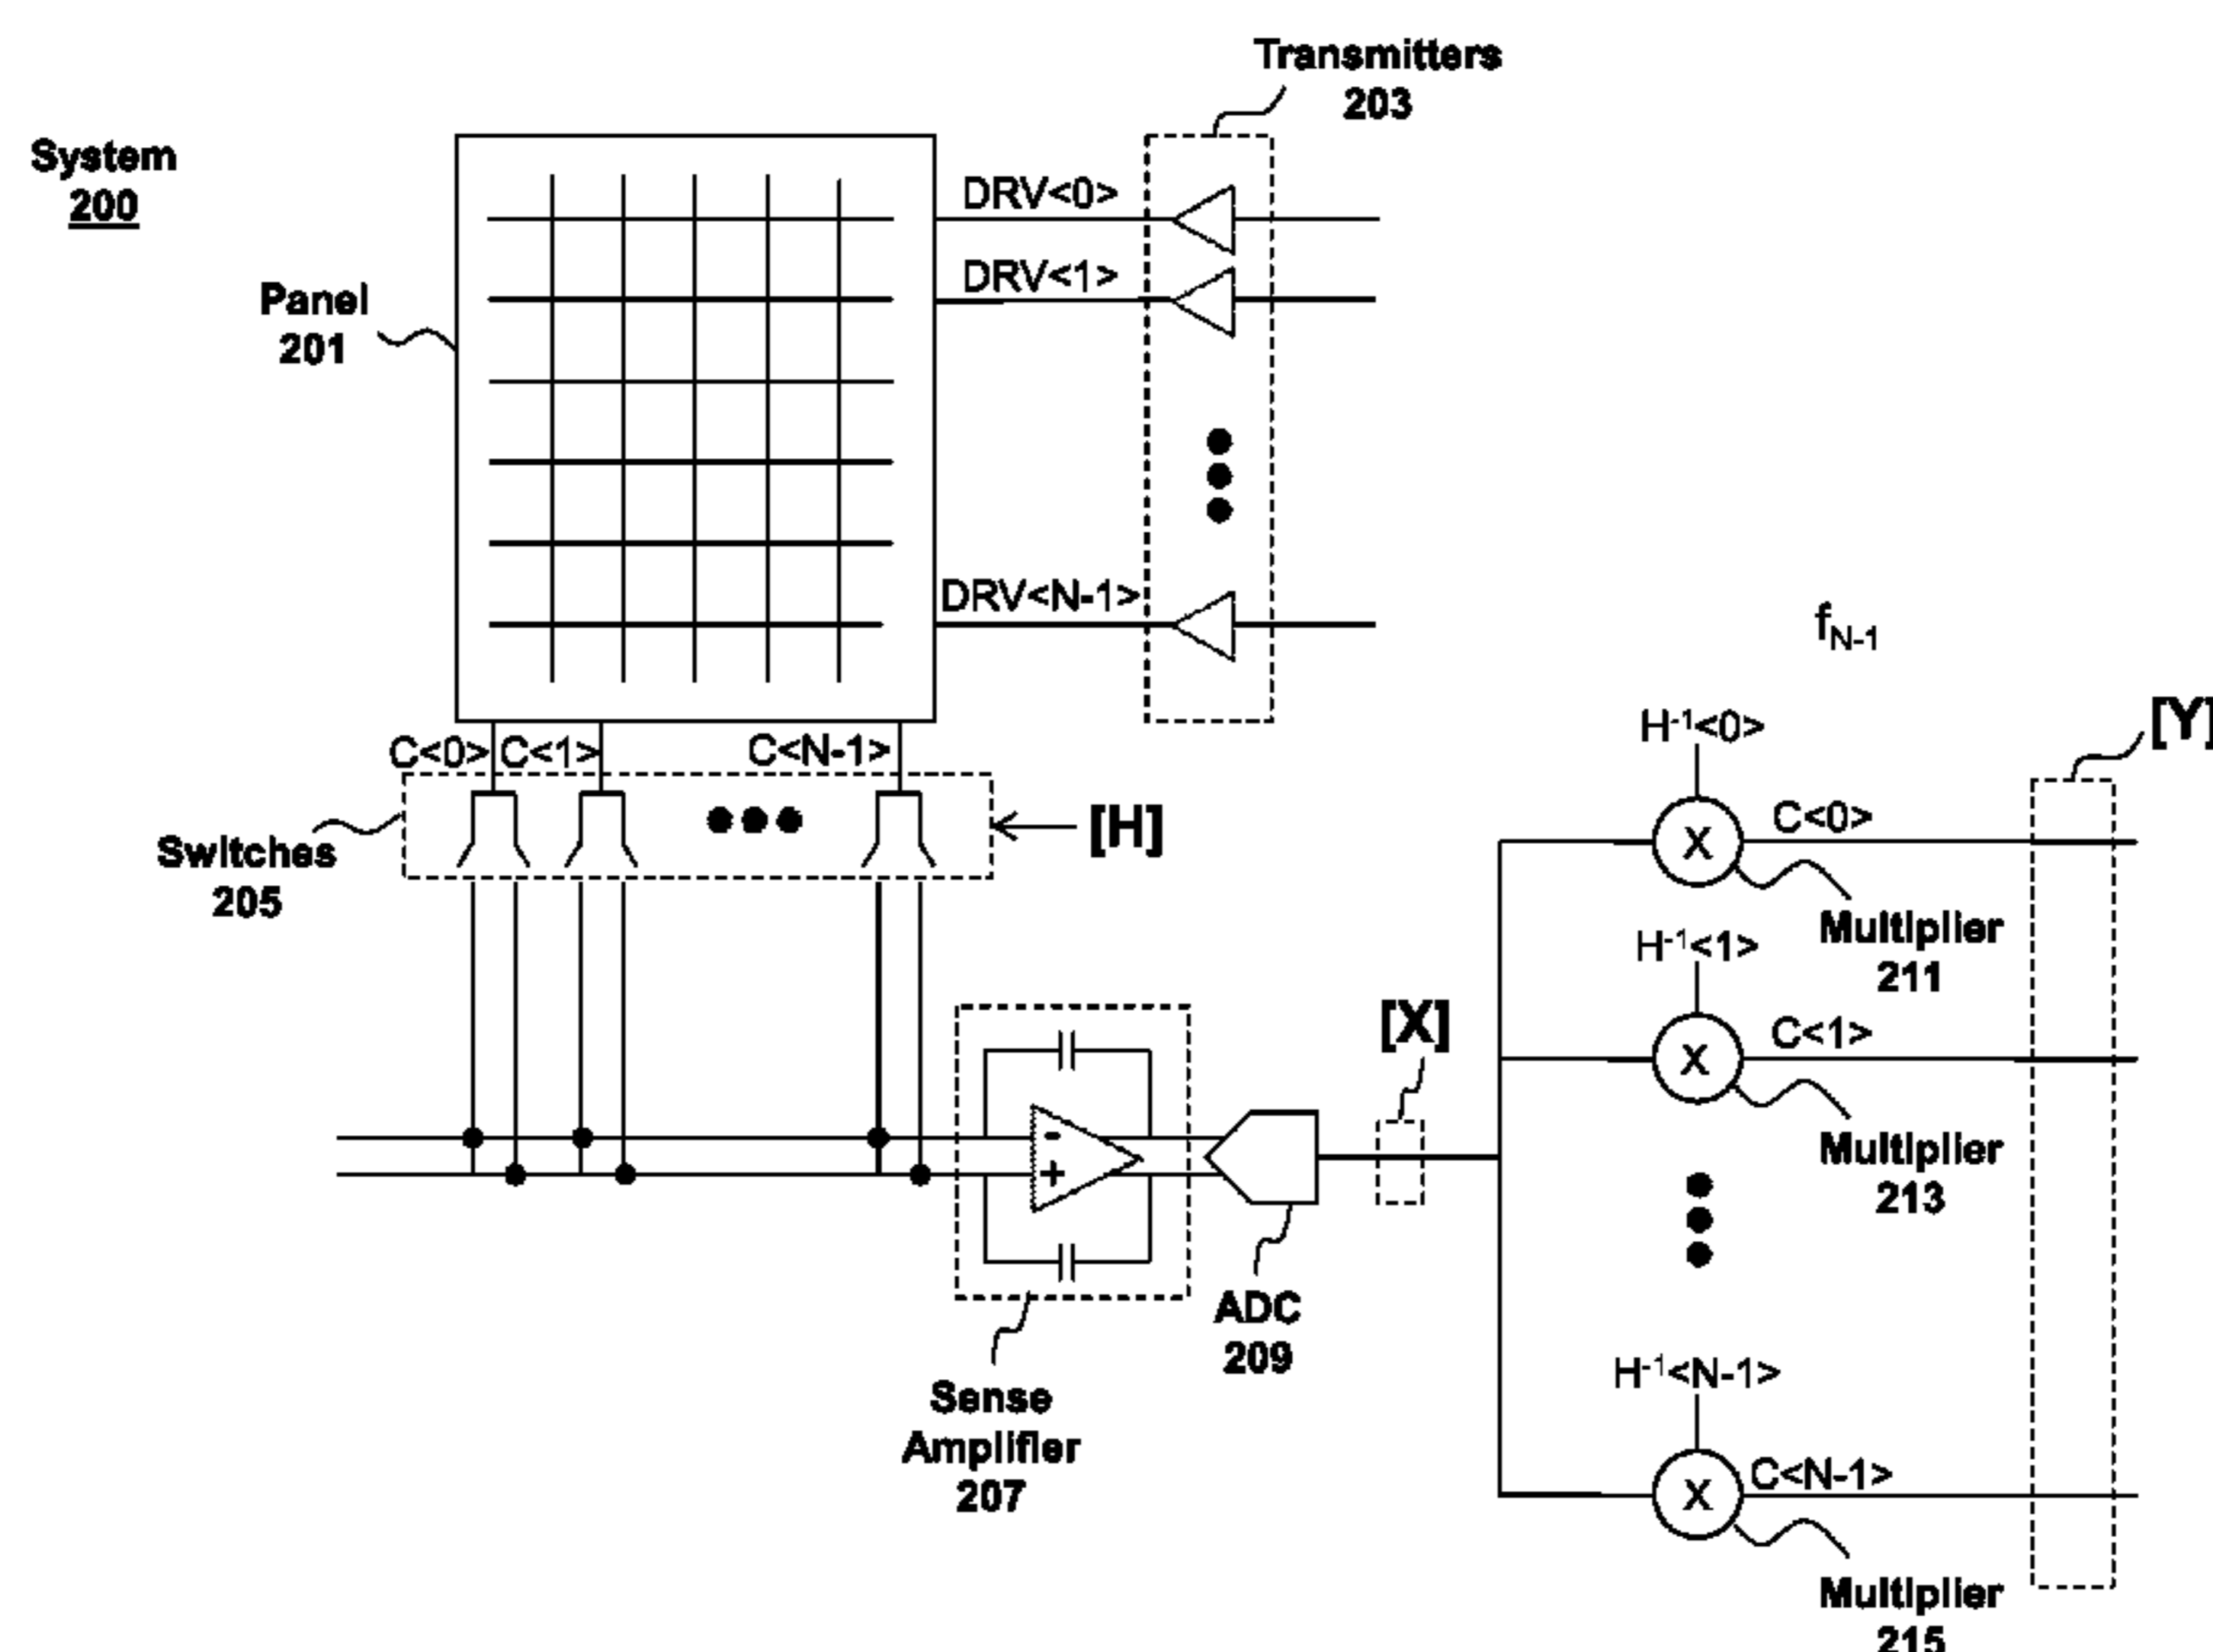 Transmitters
203
System
200
DRV<0>
DRV<1>
Panel
201
DRV<N-1>
f_{N-1}
C<0> C<1> C<N-1>
[H]
Switches
205
[Y]
H⁻¹<0>
X
C<0>
Multiplier
211
H⁻¹<1>
X
C<1>
Multiplier
213
[X]
-
+
ADC
209
Sense
Amplifier
207
H⁻¹<N-1>
X
C<N-1>
Multiplier
215